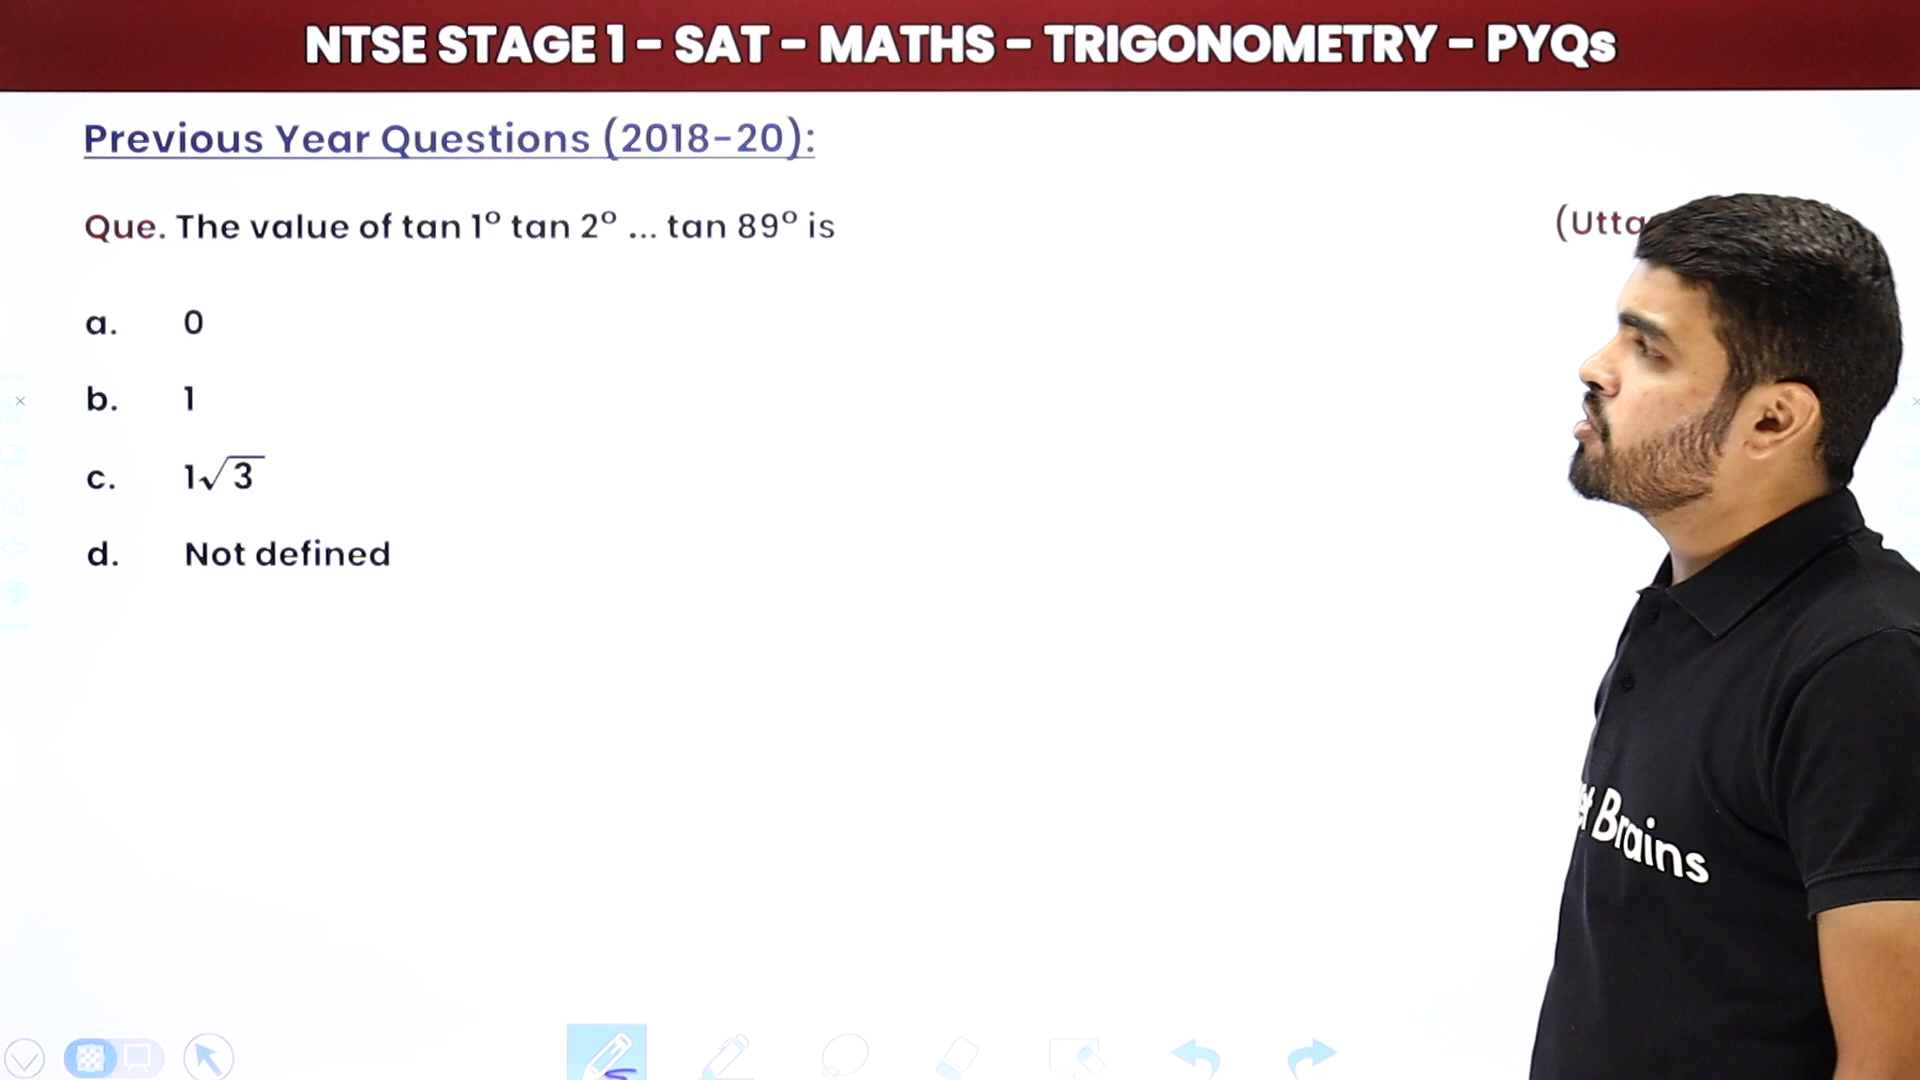 NTSE STAGE 1 – SAT – MATHS – TRIGONOMETRY – PYQs
Previous Year Questions (2018-20):
Que. The value of tan 1° tan 2° ... tan 89° is
a. 0
b. 1
c. 1√3
d. Not defined
Brains